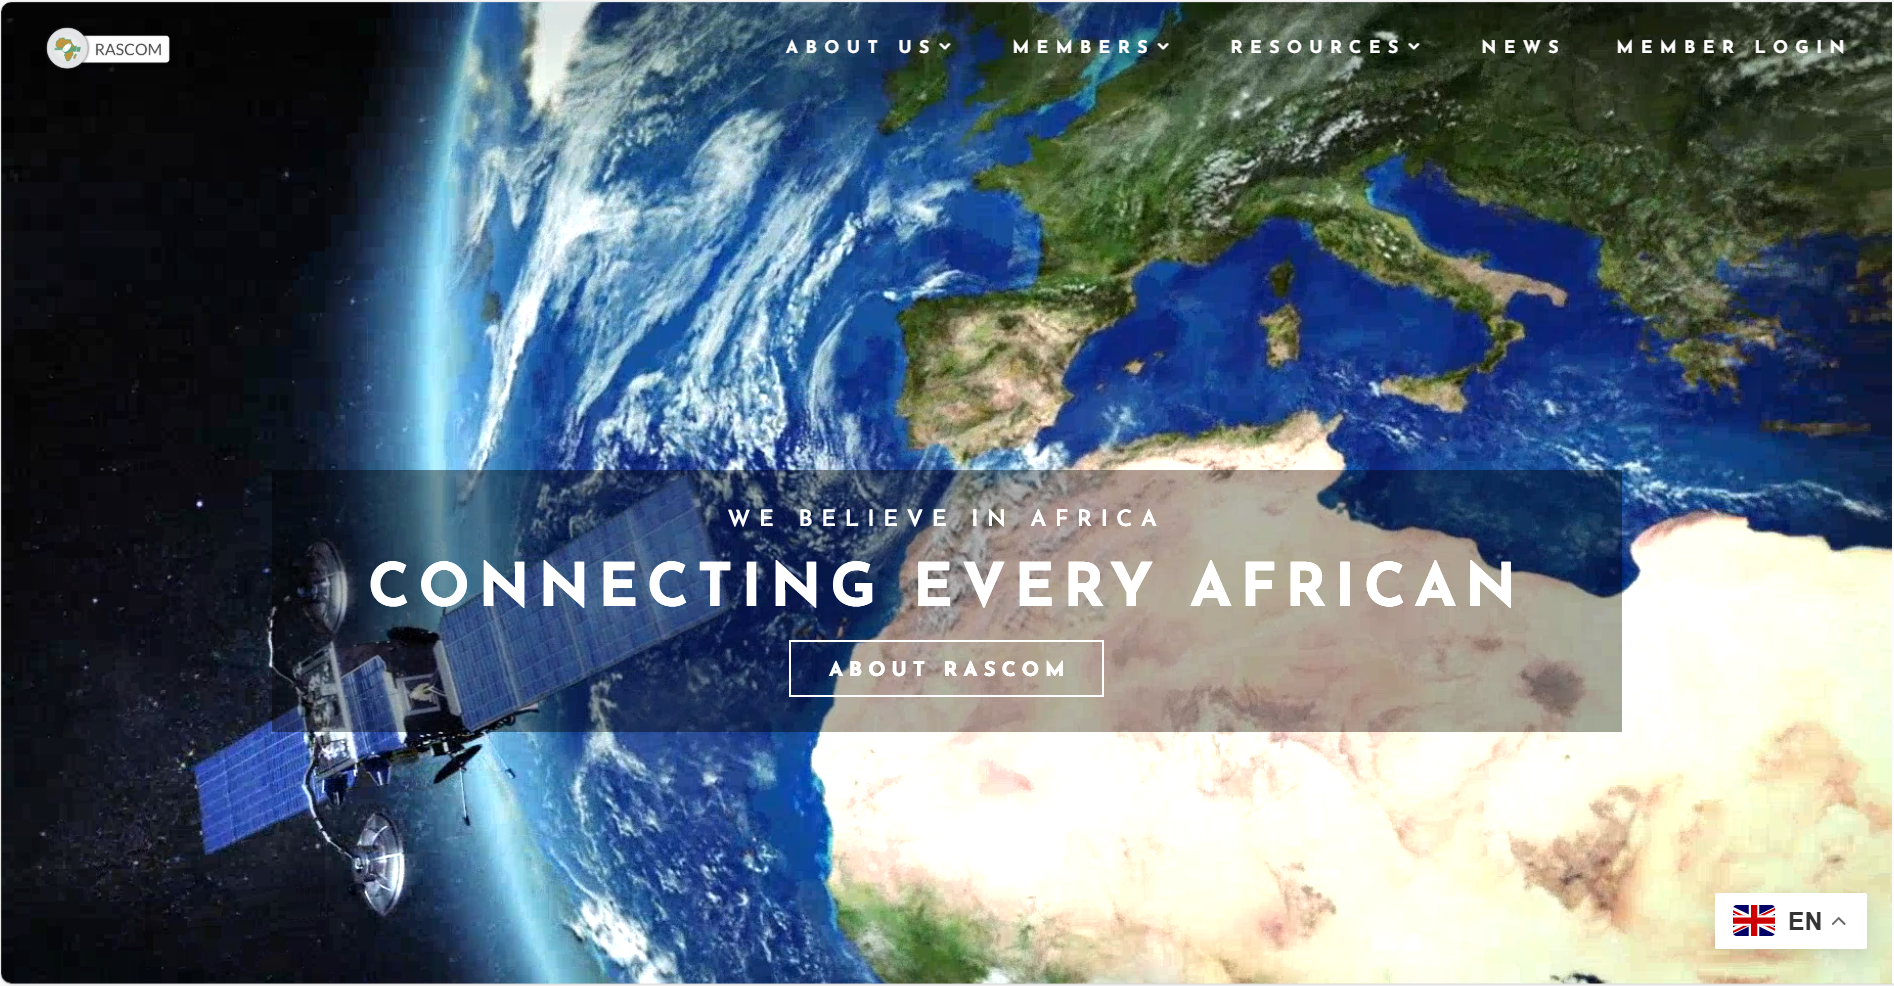 RASCOM
ABOUT US
MEMBERS
RESOURCES
NEWS
MEMBER LOGIN
WE BELIEVE IN AFRICA
CONNECTING EVERY AFRICAN
ABOUT RASCOM
EN